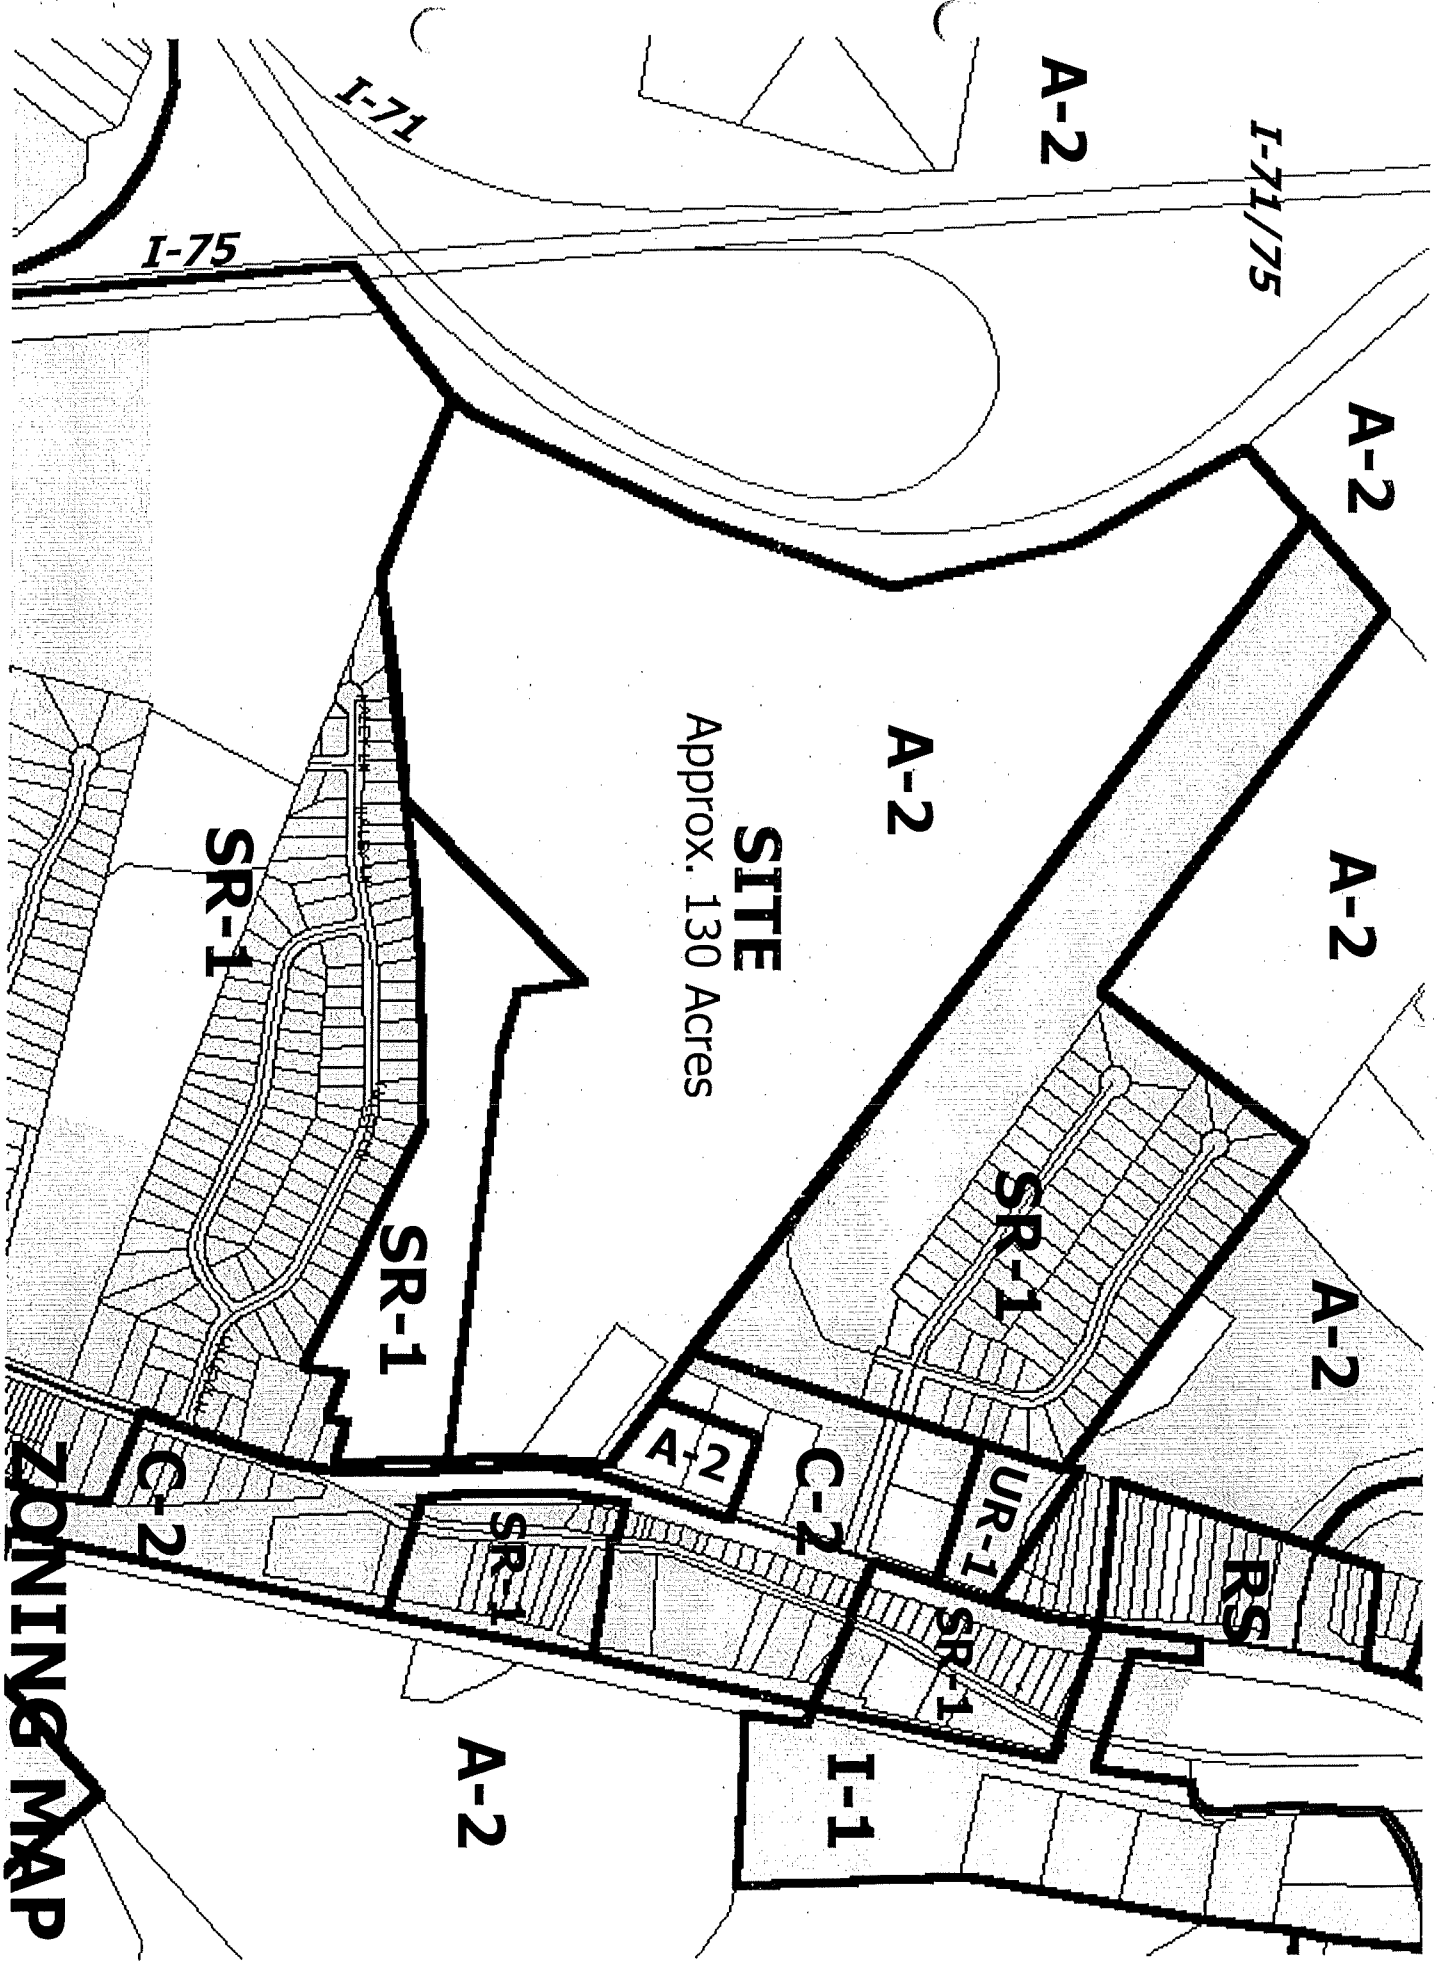 A-2
I-71
I-71/75
I-75
A-2
A-2
SITE
Approx. 130 Acres
A-2
SR-1
SR-1
SR-1
A-2
A-2
C-2
C-2
UR-1
SR-1
SR-1
RS
A-2
I-1
ZONING MAP